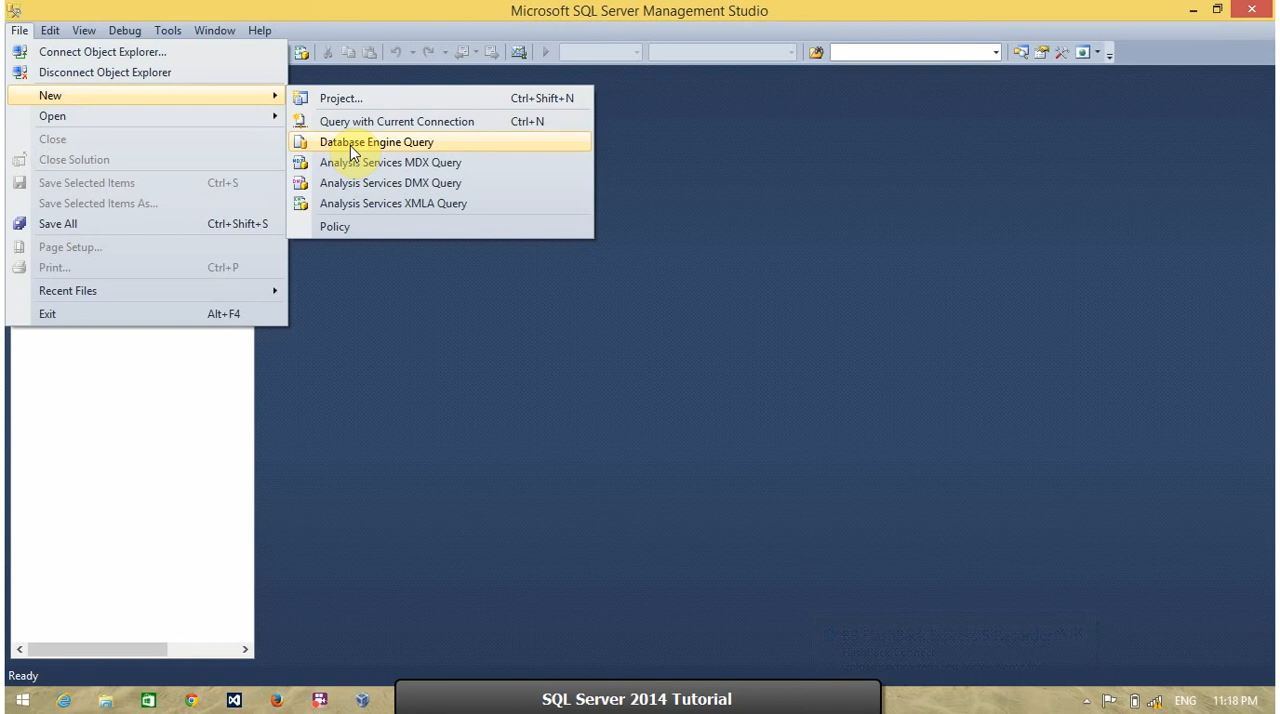 Microsoft SQL Server Management Studio
File Edit View Debug Tools Window Help
Connect Object Explorer...
Disconnect Object Explorer
New
Open
Close
Close Solution
Save Selected Items Ctrl+S
Save Selected Items As...
Save All Ctrl+Shift+S
Page Setup...
Print... Ctrl+P
Recent Files
Exit Alt+F4
Project... Ctrl+Shift+N
Query with Current Connection Ctrl+N
Database Engine Query
Analysis Services MDX Query
Analysis Services DMX Query
Analysis Services XMLA Query
Policy
Ready
SQL Server 2014 Tutorial
ENG 11:18 PM